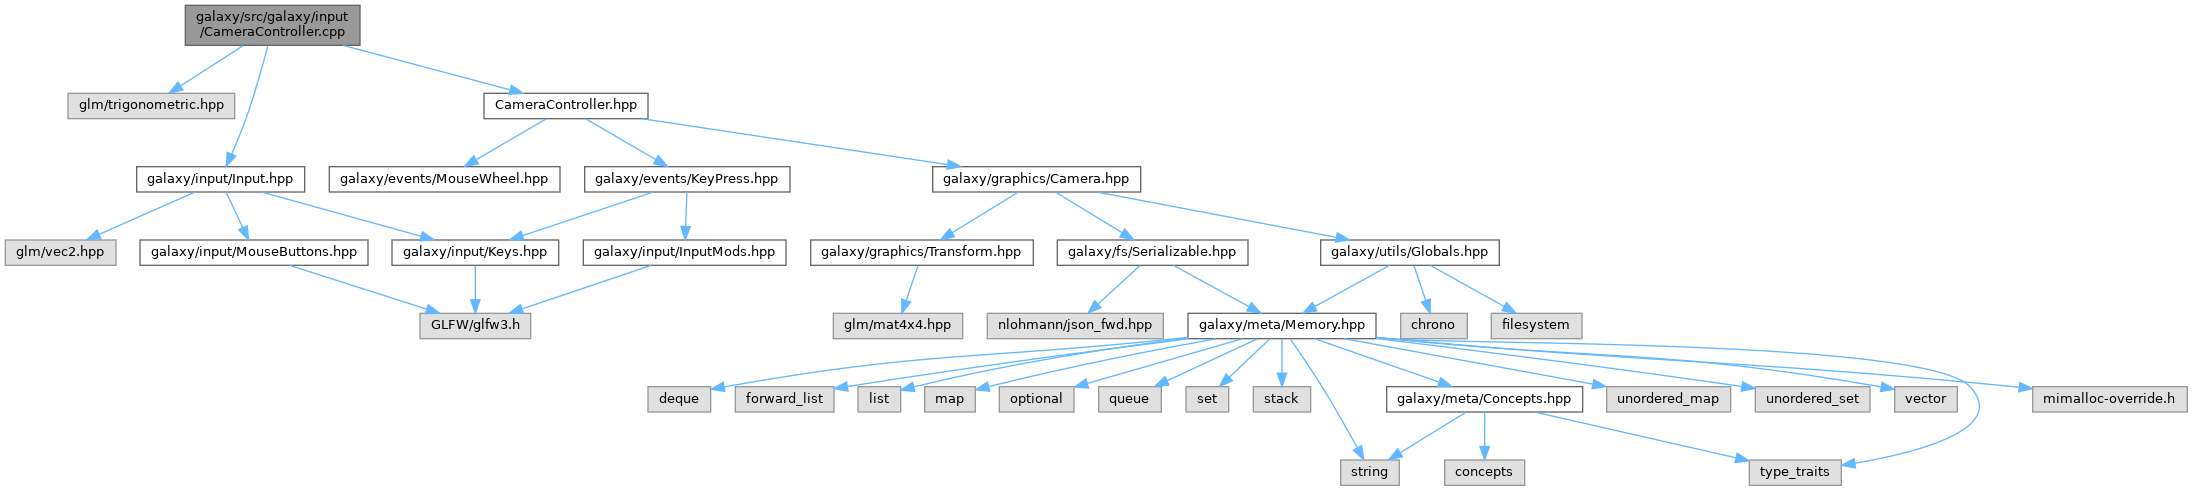 galaxy/src/galaxy/input
/CameraController.cpp
glm/trigonometric.hpp
CameraController.hpp
galaxy/input/Input.hpp
galaxy/events/MouseWheel.hpp
galaxy/events/KeyPress.hpp
galaxy/graphics/Camera.hpp
glm/vec2.hpp
galaxy/input/MouseButtons.hpp
galaxy/input/Keys.hpp
galaxy/input/InputMods.hpp
galaxy/graphics/Transform.hpp
galaxy/fs/Serializable.hpp
galaxy/utils/Globals.hpp
GLFW/glfw3.h
glm/mat4x4.hpp
nlohmann/json_fwd.hpp
galaxy/meta/Memory.hpp
chrono
filesystem
deque
forward_list
list
map
optional
queue
set
stack
galaxy/meta/Concepts.hpp
unordered_map
unordered_set
vector
mimalloc-override.h
string
concepts
type_traits